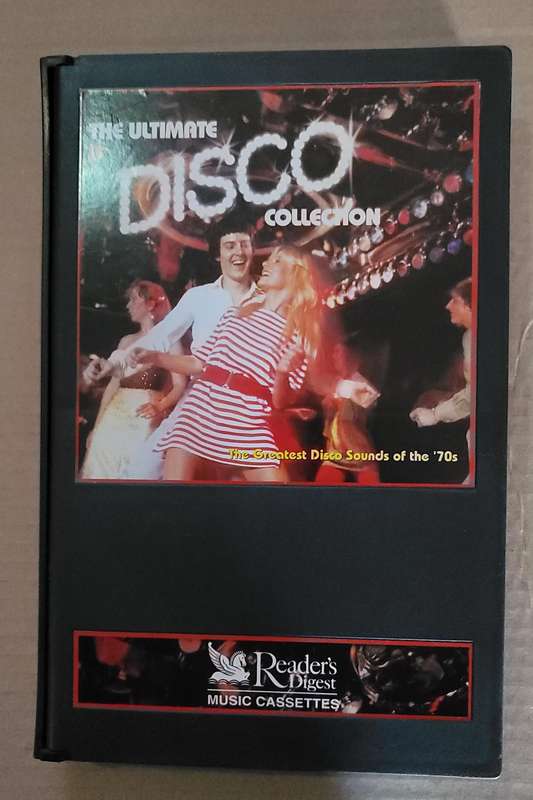 THE ULTIMATE
DISCO
COLLECTION
The Greatest Disco Sounds of the '70s
Reader's
Digest
MUSIC CASSETTES